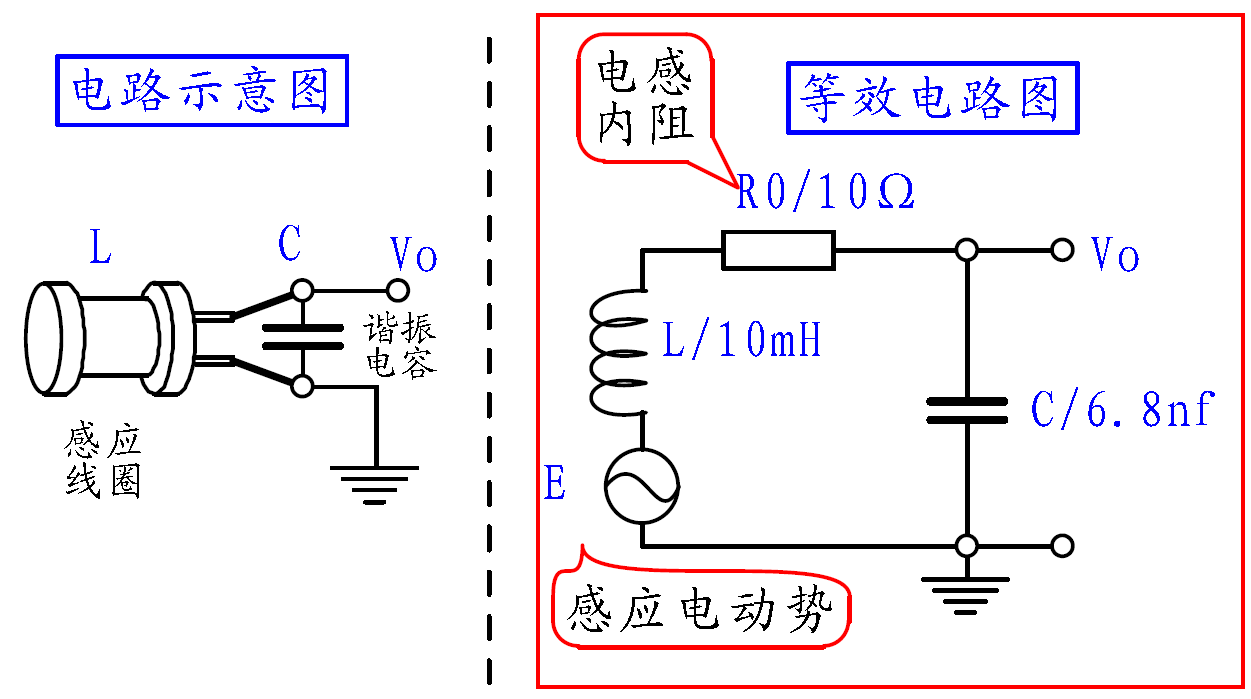 电路示意图
L
C
VO
谐振
电容
感应
线圈
电感
内阻
等效电路图
R0/10Ω
VO
L/10mH
C/6.8nf
E
感应电动势